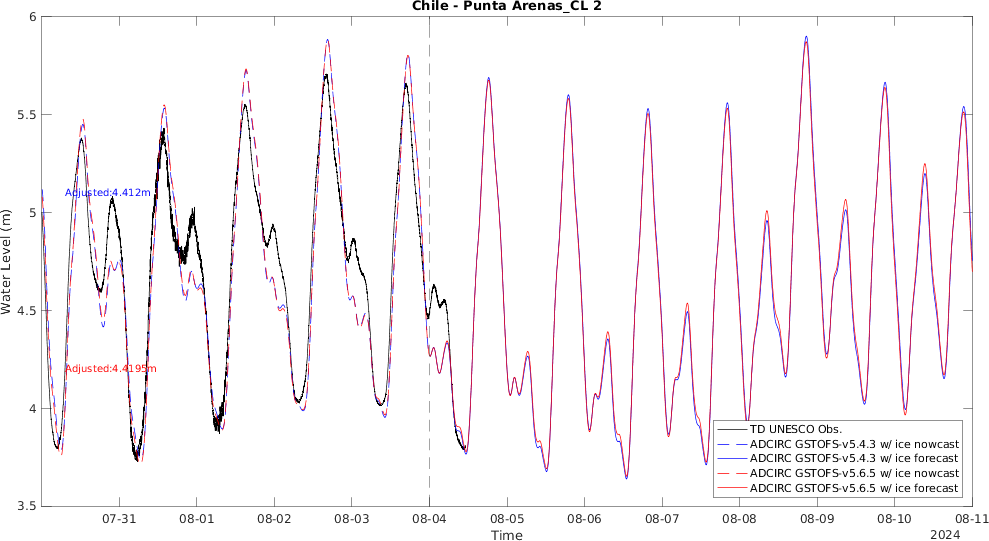 Chile - Punta Arenas_CL 2
6
5.5
5
4.5
4
3.5
Water Level (m)
Adjusted:4.412m
Adjusted:4.4195m
TD UNESCO Obs.
ADCIRC GSTOFS-v5.4.3 w/ ice nowcast
ADCIRC GSTOFS-v5.4.3 w/ ice forecast
ADCIRC GSTOFS-v5.6.5 w/ ice nowcast
ADCIRC GSTOFS-v5.6.5 w/ ice forecast
07-31 08-01 08-02 08-03 08-04 08-05 08-06 08-07 08-08 08-09 08-10 08-11
Time
2024